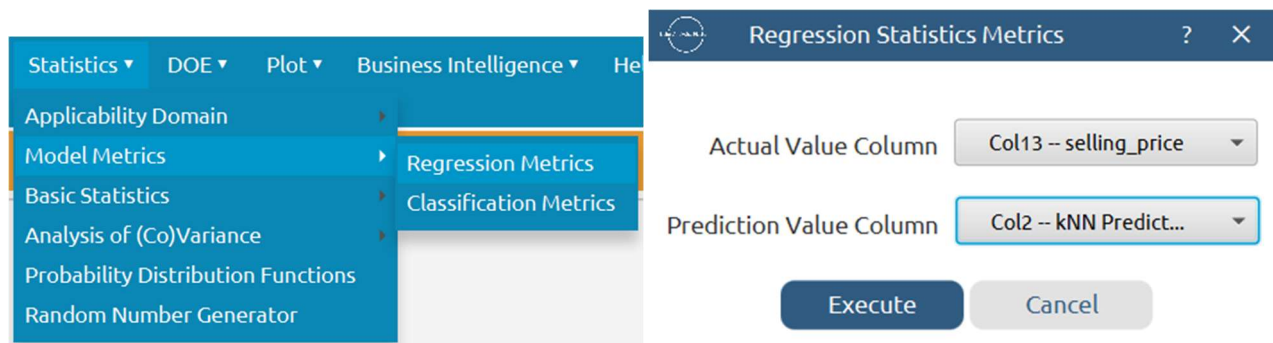 Statistics ▾ DOE ▾ Plot ▾ Business Intelligence ▾ Hel
Applicability Domain
Model Metrics
Regression Metrics
Basic Statistics
Classification Metrics
Analysis of (Co)Variance
Probability Distribution Functions
Random Number Generator
Regression Statistics Metrics ? ×
Actual Value Column Col13 -- selling_price
Prediction Value Column Col2 -- kNN Predict...
Execute Cancel